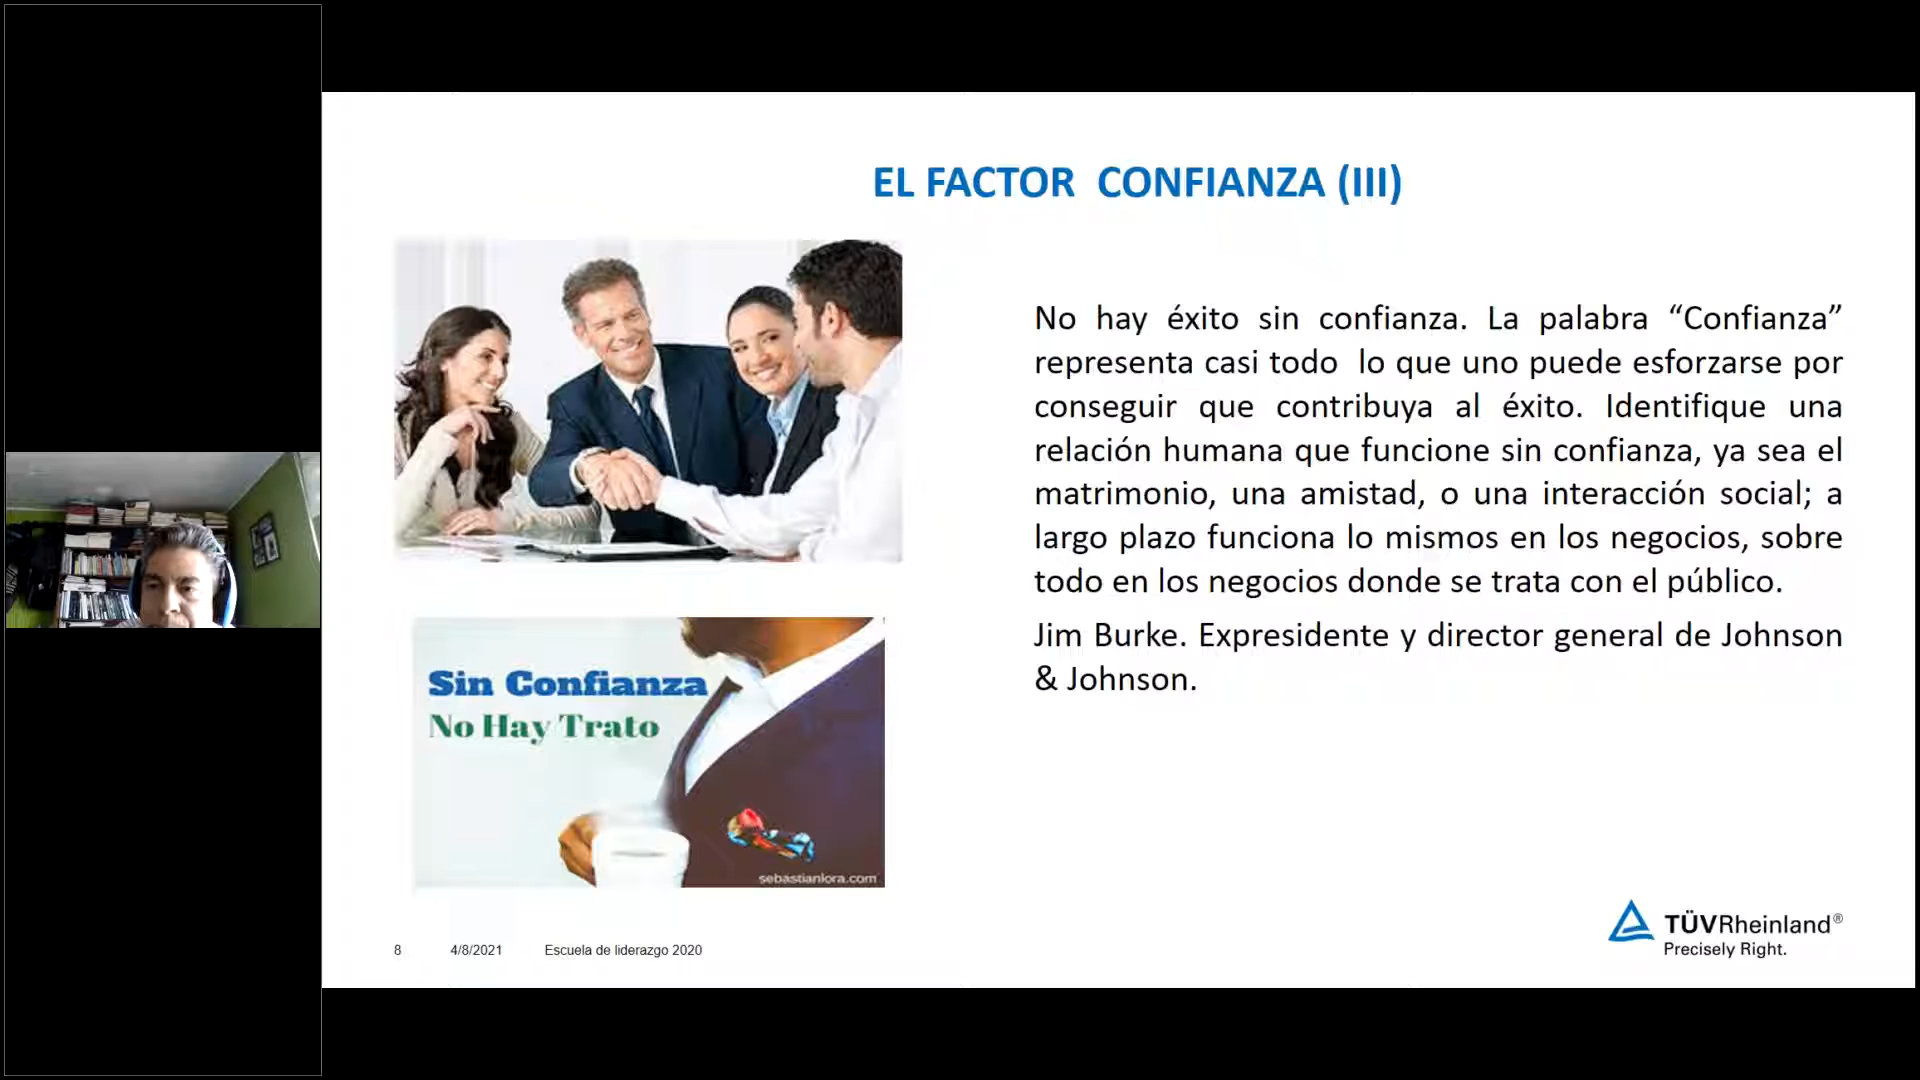 EL FACTOR  CONFIANZA (III)
No hay éxito sin confianza. La palabra “Confianza”
representa casi todo  lo que uno puede esforzarse por
conseguir que contribuya al éxito. Identifique una
relación humana que funcione sin confianza, ya sea el
matrimonio, una amistad, o una interacción social; a
largo plazo funciona lo mismos en los negocios, sobre
todo en los negocios donde se trata con el público.
Jim Burke. Expresidente y director general de Johnson
& Johnson.
Sin Confianza
No Hay Trato
sebastianlora.com
8 4/8/2021 Escuela de liderazgo 2020
TÜVRheinland®
Precisely Right.